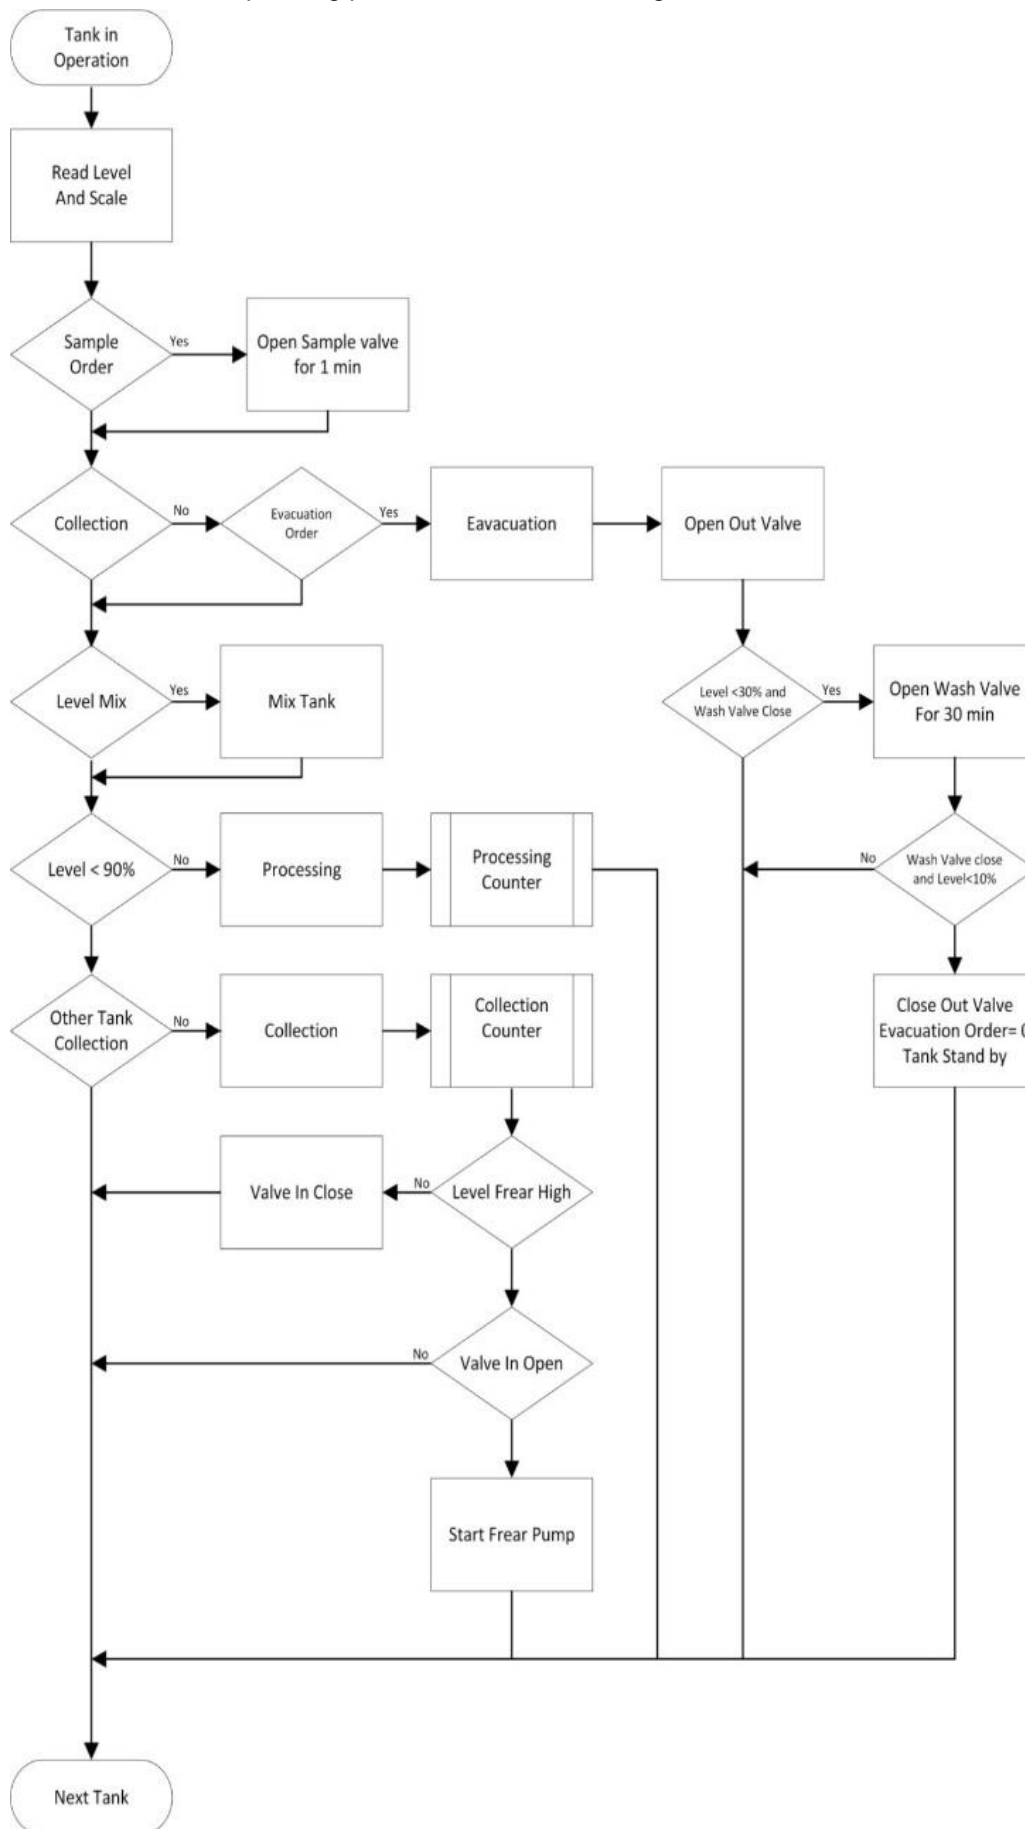 Tank in
Operation
Read Level
And Scale
Sample
Order
Yes
Open Sample valve
for 1 min
Collection
No
Evacuation
Order
Yes
Eavacuation
Open Out Valve
Level Mix
Yes
Mix Tank
Level <30% and
Wash Valve Close
Yes
Open Wash Valve
For 30 min
Level < 90%
No
Processing
Processing
Counter
No
Wash Valve close
and Level<10%
Other Tank
Collection
No
Collection
Collection
Counter
Close Out Valve
Evacuation Order= 0
Tank Stand by
Valve In Close
No
Level Frear High
No
Valve In Open
Start Frear Pump
Next Tank